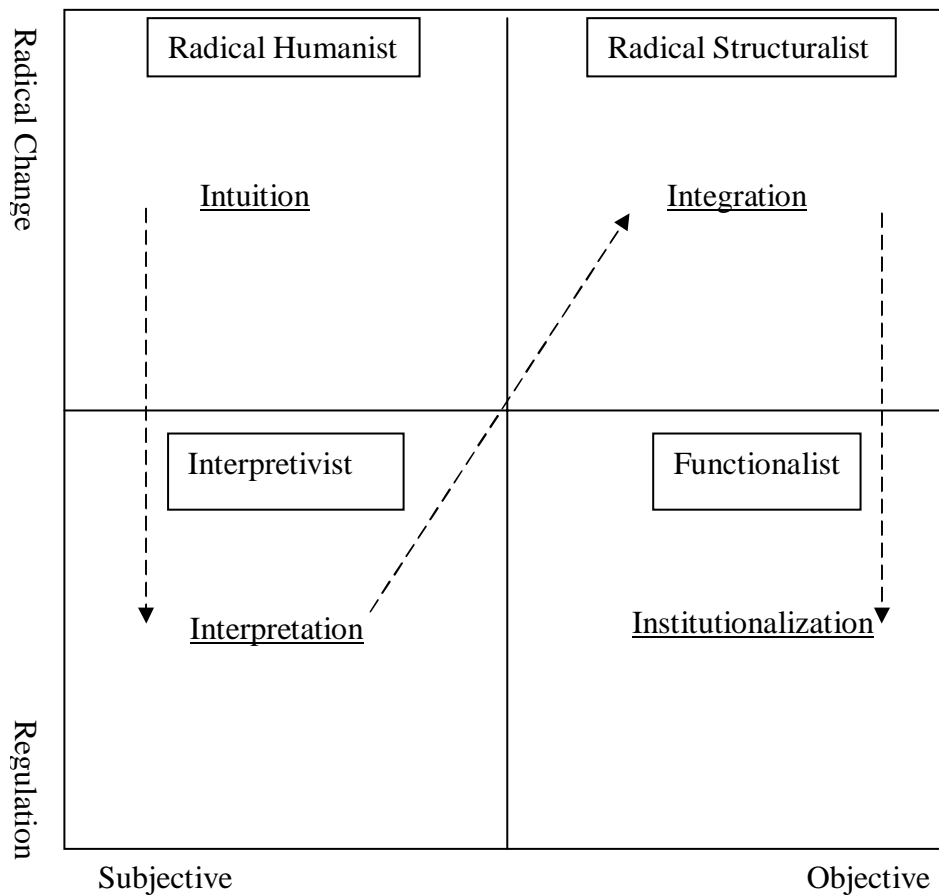 Radical Change
Radical Humanist
Radical Structuralist
Intuition
Integration
Interpretivist
Functionalist
Interpretation
Institutionalization
Regulation
Subjective
Objective